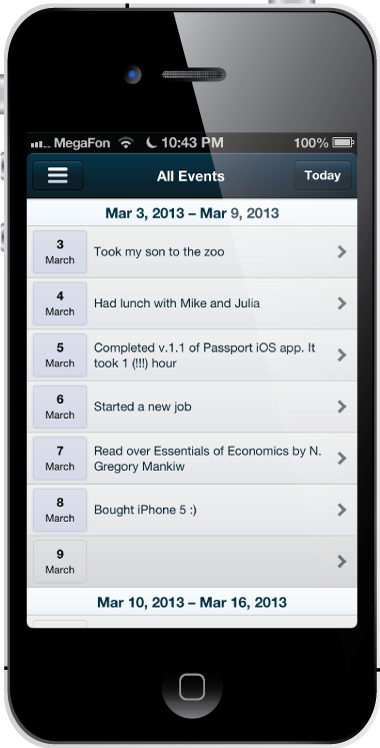 MegaFon 10:43 PM 100%
All Events Today
Mar 3, 2013 – Mar 9, 2013
3
March
Took my son to the zoo
4
March
Had lunch with Mike and Julia
5
March
Completed v.1.1 of Passport iOS app. It
took 1 (!!!) hour
6
March
Started a new job
7
March
Read over Essentials of Economics by N.
Gregory Mankiw
8
March
Bought iPhone 5 :)
9
March
Mar 10, 2013 – Mar 16, 2013